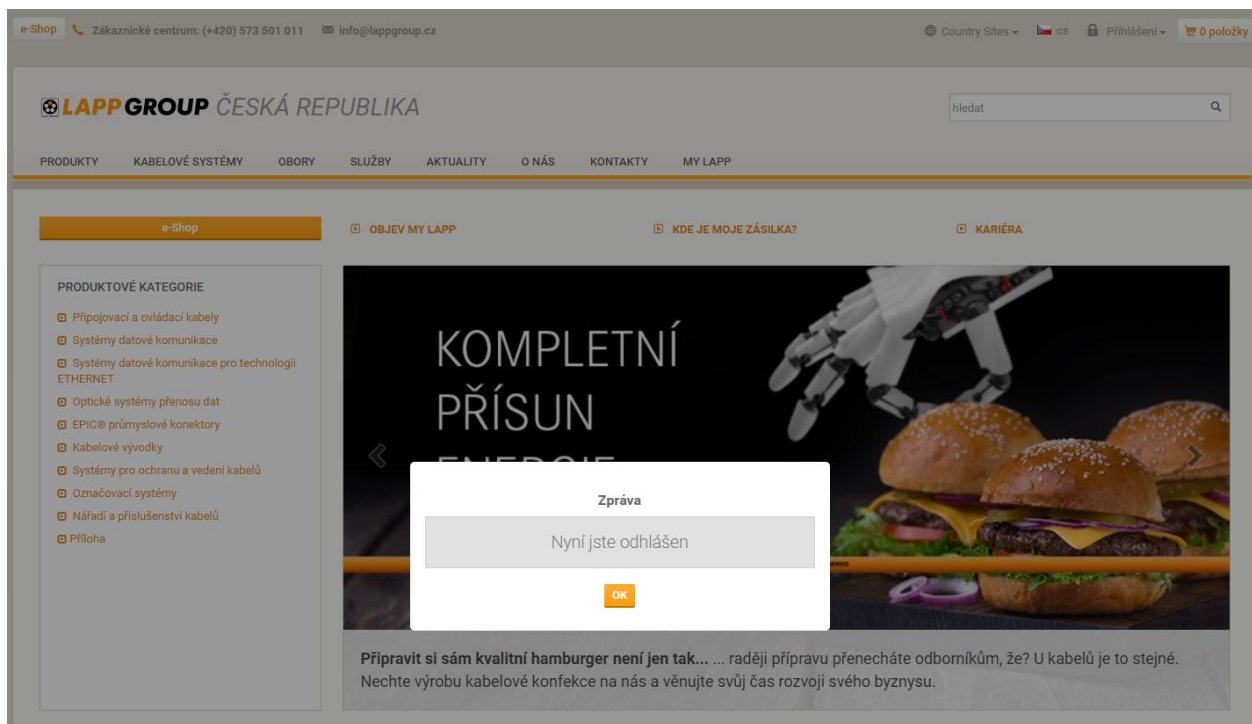 e-Shop Zákaznické centrum: (+420) 573 501 011 info@lappgroup.cz Country Sites cs Přihlášení 0 položky
LAPP GROUP ČESKÁ REPUBLIKA hledat
PRODUKTY KABELOVÉ SYSTÉMY OBORY SLUŽBY AKTUALITY O NÁS KONTAKTY MY LAPP
e-Shop OBJEV MY LAPP KDE JE MOJE ZÁSILKA? KARIÉRA
PRODUKTOVÉ KATEGORIE
Připojovací a ovládací kabely
Systémy datové komunikace
Systémy datové komunikace pro technologii
ETHERNET
Optické systémy přenosu dat
EPIC® průmyslové konektory
Kabelové vývodky
Systémy pro ochranu a vedení kabelů
Označovací systémy
Nářadí a příslušenství kabelů
Příloha
KOMPLETNÍ
PŘÍSUN
ENERGIE
Zpráva
Nyní jste odhlášen
OK
Připravit si sám kvalitní hamburger není jen tak... ... raději přípravu přenecháte odborníkům, že? U kabelů je to stejné.
Nechte výrobu kabelové konfekce na nás a věnujte svůj čas rozvoji svého byznysu.